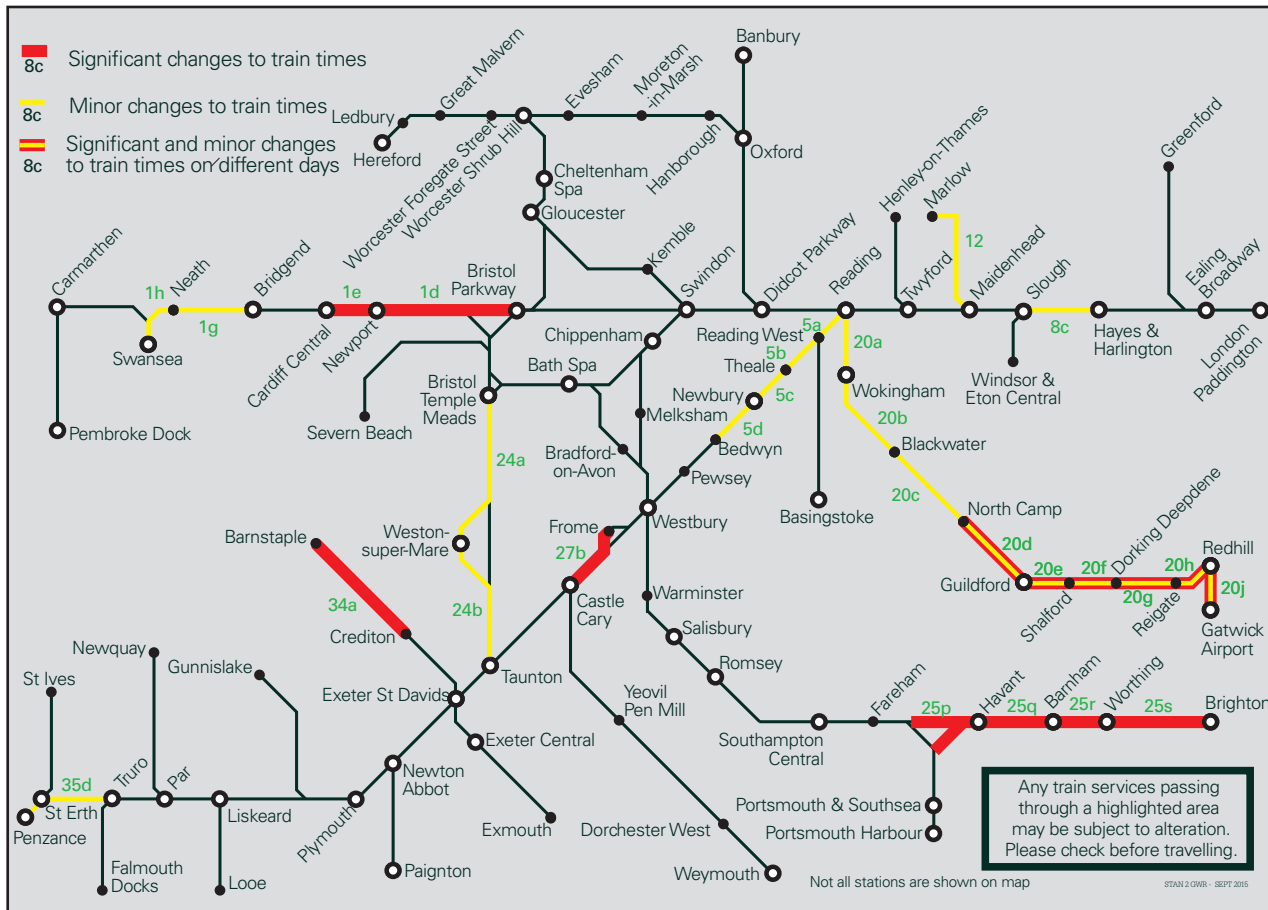 8c
Significant changes to train times
8c
Minor changes to train times
8c
Significant and minor changes
to train times on different days
Banbury
Moreton
-in-Marsh
Evesham
Great Malvern
Ledbury
Hereford
Worcester Foregate Street
Worcester Shrub Hill
Hanborough
Oxford
Cheltenham
Spa
Gloucester
Kemble
Swindon
Didcot Parkway
Reading
Henley-on-Thames
Marlow
12
Twyford
Maidenhead
Slough
8c
Greenford
Ealing
Broadway
Hayes &
Harlington
London
Paddington
Windsor &
Eton Central
Carmarthen
1h
Neath
1g
Swansea
Bridgend
Cardiff Central
1e
Newport
1d
Bristol
Parkway
Pembroke Dock
Severn Beach
Chippenham
Bath Spa
Bristol
Temple
Meads
Melksham
Bradford-
on-Avon
Reading West
5a
Theale
5b
5c
Newbury
5d
Bedwyn
Pewsey
Basingstoke
20a
Wokingham
20b
Blackwater
20c
North Camp
20d
Guildford
20e
Shalford
20f
Dorking Deepdene
20g
Reigate
20h
Redhill
20j
Gatwick
Airport
24a
Weston-
super-Mare
24b
Taunton
Westbury
Frome
27b
Castle
Cary
Warminster
Salisbury
Romsey
Southampton
Central
Fareham
25p
Havant
25q
Barnham
25r
Worthing
25s
Brighton
Portsmouth & Southsea
Portsmouth Harbour
Barnstaple
34a
Crediton
Exeter St Davids
Exeter Central
Exmouth
Yeovil
Pen Mill
Dorchester West
Weymouth
Newton
Abbot
Paignton
Plymouth
Gunnislake
Newquay
St Ives
Liskeard
Looe
Par
Truro
35d
St Erth
Penzance
Falmouth
Docks
Any train services passing
through a highlighted area
may be subject to alteration.
Please check before travelling.
Not all stations are shown on map
STAN 2 GWR - SEPT 2015